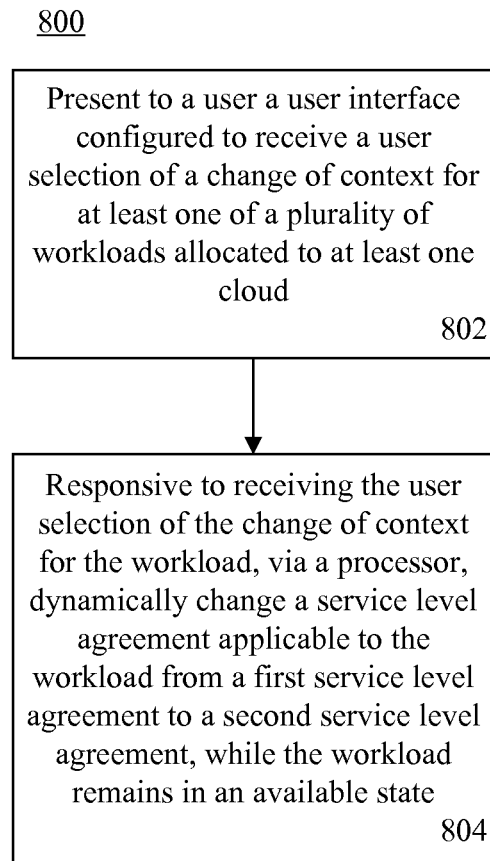 800
Present to a user a user interface
configured to receive a user
selection of a change of context for
at least one of a plurality of
workloads allocated to at least one
cloud
802
Responsive to receiving the user
selection of the change of context
for the workload, via a processor,
dynamically change a service level
agreement applicable to the
workload from a first service level
agreement to a second service level
agreement, while the workload
remains in an available state
804